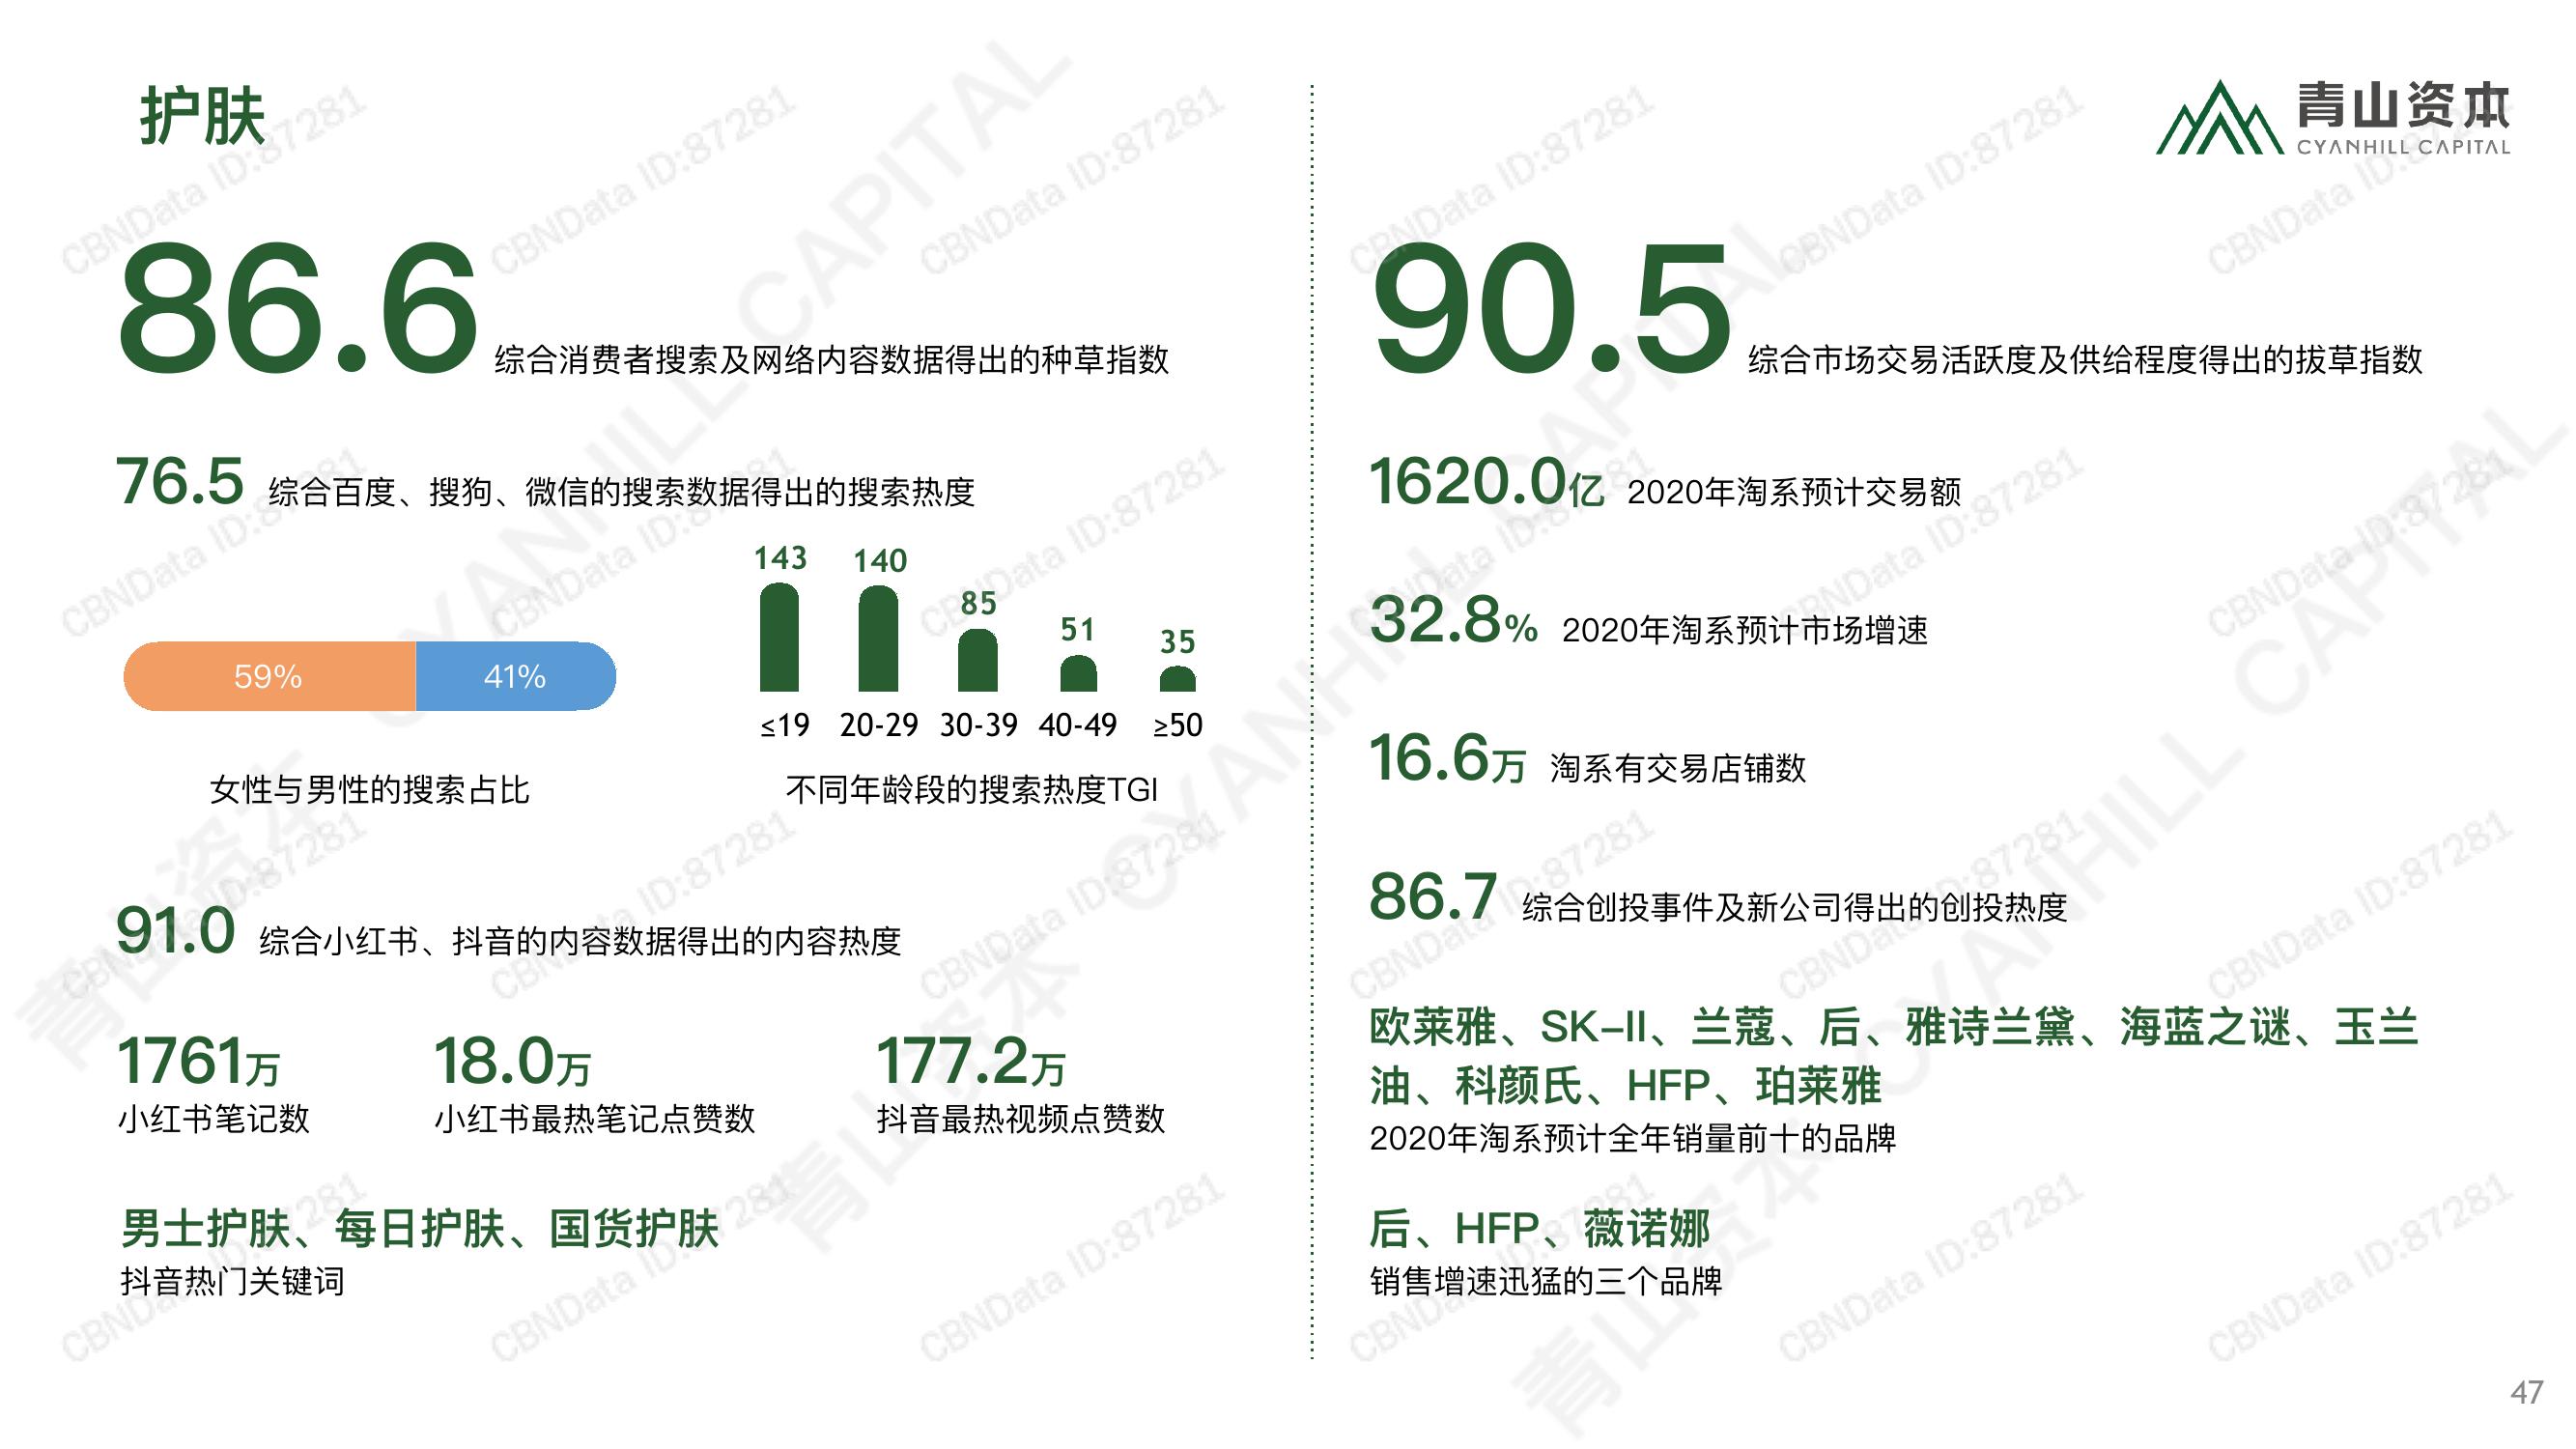 护肤
青山资本
CYANHILL CAPITAL
86.6 综合消费者搜索及网络内容数据得出的种草指数
76.5 综合百度、搜狗、微信的搜索数据得出的搜索热度
59% 41%
女性与男性的搜索占比
143 140 85 51 35
≤19 20-29 30-39 40-49 ≥50
不同年龄段的搜索热度TGI
91.0 综合小红书、抖音的内容数据得出的内容热度
1761万
小红书笔记数
18.0万
小红书最热笔记点赞数
177.2万
抖音最热视频点赞数
男士护肤、每日护肤、国货护肤
抖音热门关键词
90.5 综合市场交易活跃度及供给程度得出的拔草指数
1620.0亿 2020年淘系预计交易额
32.8% 2020年淘系预计市场增速
16.6万 淘系有交易店铺数
86.7 综合创投事件及新公司得出的创投热度
欧莱雅、SK-II、兰蔻、后、雅诗兰黛、海蓝之谜、玉兰
油、科颜氏、HFP、珀莱雅
2020年淘系预计全年销量前十的品牌
后、HFP、薇诺娜
销售增速迅猛的三个品牌
47
CBNData ID:87281
青山资本 CYANHILL CAPITAL